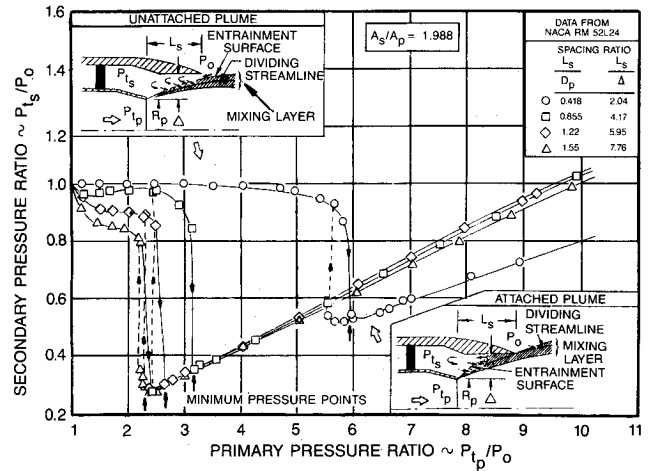 UNATTACHED PLUME
Ls
ENTRAINMENT
SURFACE
Po
DIVIDING
STREAMLINE
Pts
MIXING LAYER
Ptp
Rp
Δ
As/Ap = 1.988
DATA FROM
NACA RM 52L24
SPACING RATIO
Ls Ls
Dp Δ
0.418 2.04
0.855 4.17
1.22 5.95
1.55 7.76
ATTACHED PLUME
Ls
DIVIDING
STREAMLINE
Po
MIXING
LAYER
Pts
ENTRAINMENT
SURFACE
Ptp
Rp
Δ
MINIMUM PRESSURE POINTS
SECONDARY PRESSURE RATIO ~ Pts/Po
1.6
1.4
1.2
1.0
0.8
0.6
0.4
0.2
1 2 3 4 5 6 7 8 9 10 11
PRIMARY PRESSURE RATIO ~ Ptp/Po